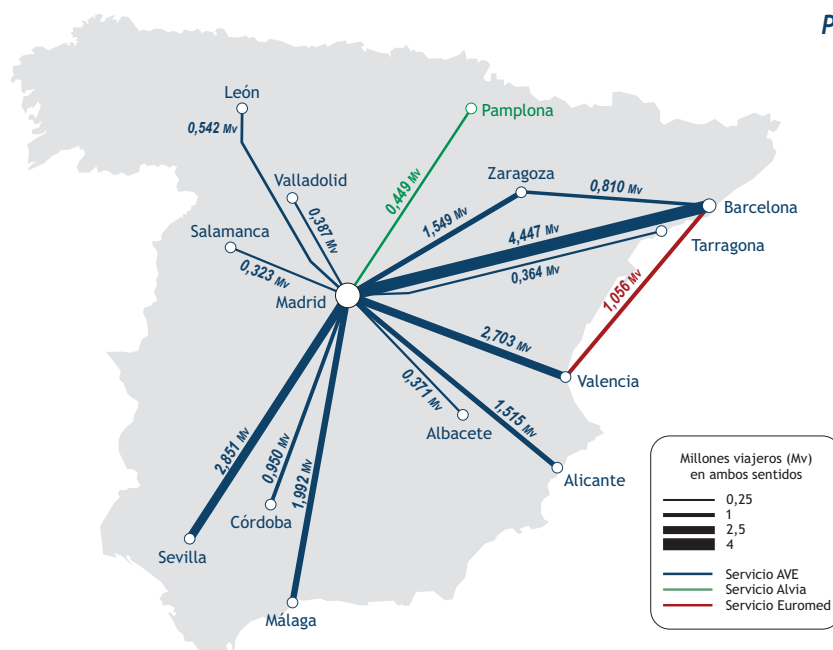 P
León
0,542 Mv
Pamplona
0,449 Mv
Valladolid
0,387 Mv
Zaragoza
0,810 Mv
1,549 Mv
Barcelona
4,447 Mv
Salamanca
0,323 Mv
Tarragona
0,364 Mv
Madrid
1,056 Mv
2,703 Mv
Valencia
0,371 Mv
Albacete
1,515 Mv
Alicante
2,851 Mv
0,950 Mv
1,992 Mv
Córdoba
Sevilla
Málaga
Millones viajeros (Mv)
en ambos sentidos
0,25
1
2,5
4
Servicio AVE
Servicio Alvia
Servicio Euromed